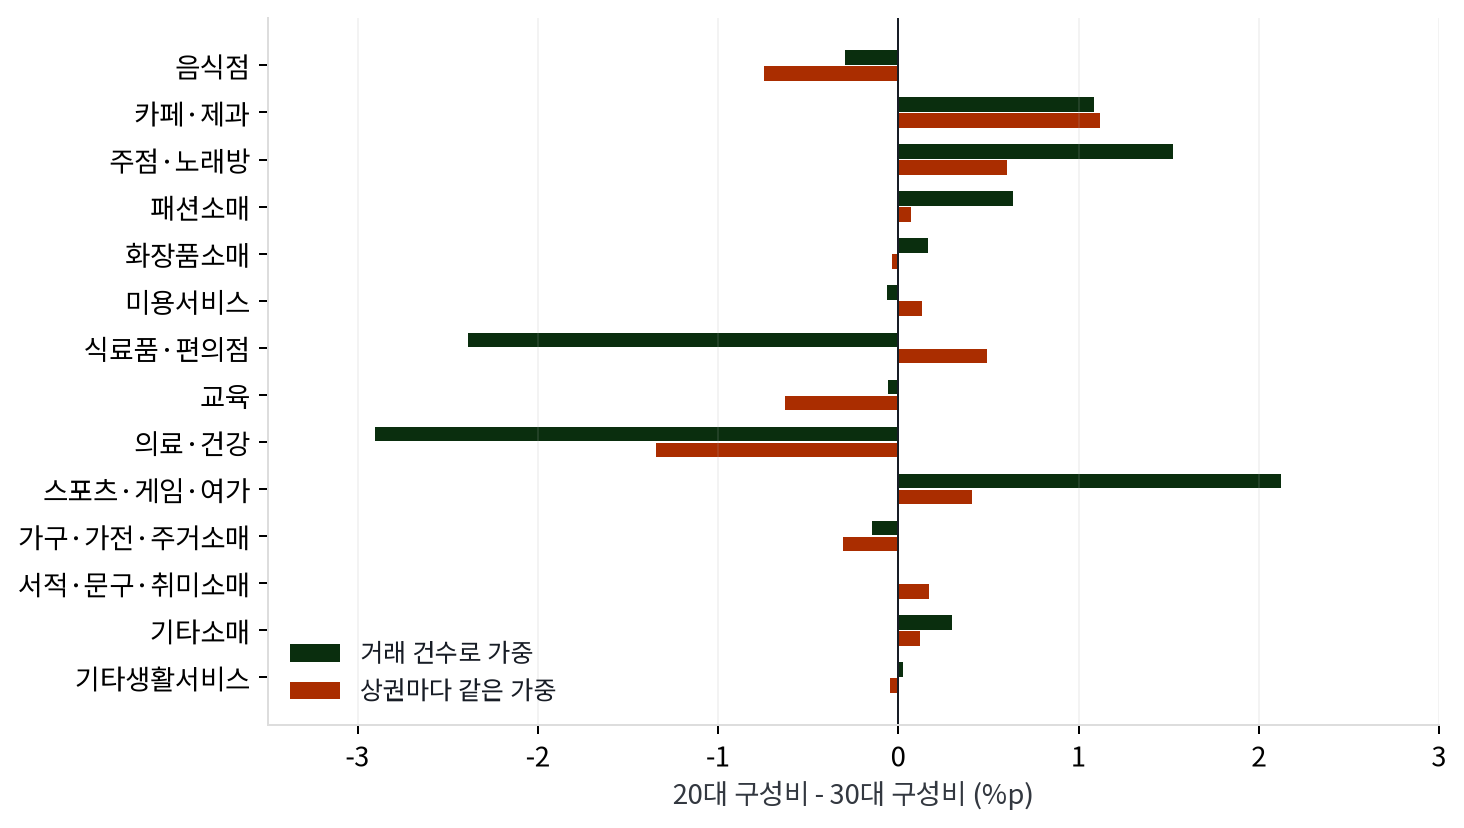 음식점
카페·제과
주점·노래방
패션소매
화장품소매
미용서비스
식료품·편의점
교육
의료·건강
스포츠·게임·여가
가구·가전·주거소매
서적·문구·취미소매
기타소매
기타생활서비스
거래 건수로 가중
상권마다 같은 가중
-3 -2 -1 0 1 2 3
20대 구성비 - 30대 구성비 (%p)